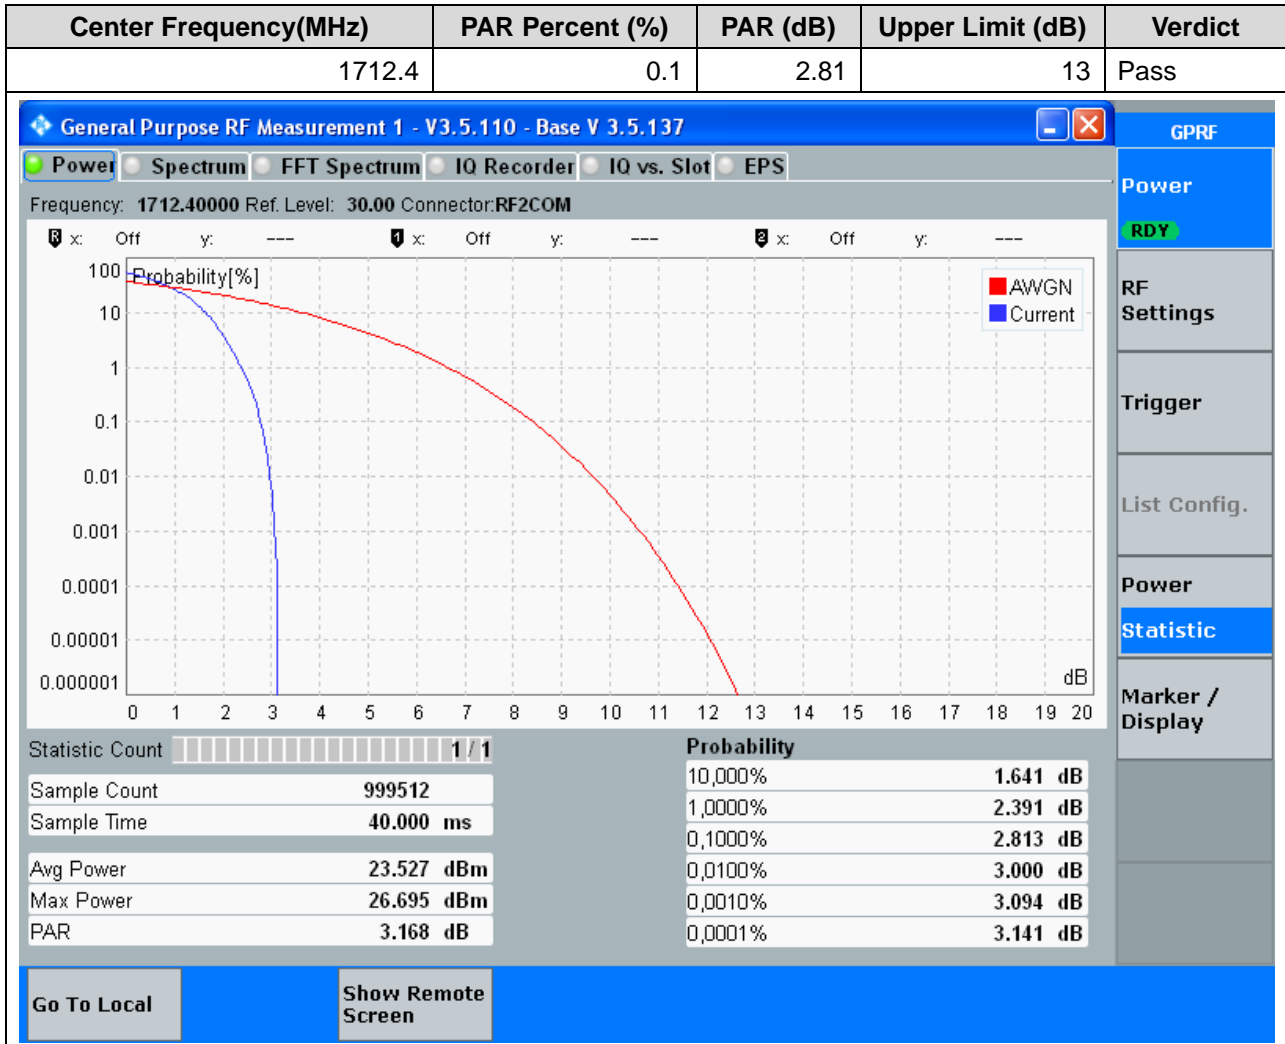 Center Frequency(MHz) PAR Percent (%) PAR (dB) Upper Limit (dB) Verdict
1712.4 0.1 2.81 13 Pass
General Purpose RF Measurement 1 - V3.5.110 - Base V 3.5.137
GPRF
Power Spectrum FFT Spectrum IQ Recorder IQ vs. Slot EPS
Frequency: 1712.40000 Ref. Level: 30.00 Connector:RF2COM
R x: Off y: --- 1 x: Off y: --- 2 x: Off y: ---
Probability[%]
AWGN
Current
100
10
1
0.1
0.01
0.001
0.0001
0.00001
0.000001
dB
0 1 2 3 4 5 6 7 8 9 10 11 12 13 14 15 16 17 18 19 20
Statistic Count 1 / 1
Sample Count 999512
Sample Time 40.000 ms
Avg Power 23.527 dBm
Max Power 26.695 dBm
PAR 3.168 dB
Probability
10,000% 1.641 dB
1,0000% 2.391 dB
0,1000% 2.813 dB
0,0100% 3.000 dB
0,0010% 3.094 dB
0,0001% 3.141 dB
Power
RDY
RF
Settings
Trigger
List Config.
Power
Statistic
Marker /
Display
Go To Local
Show Remote
Screen